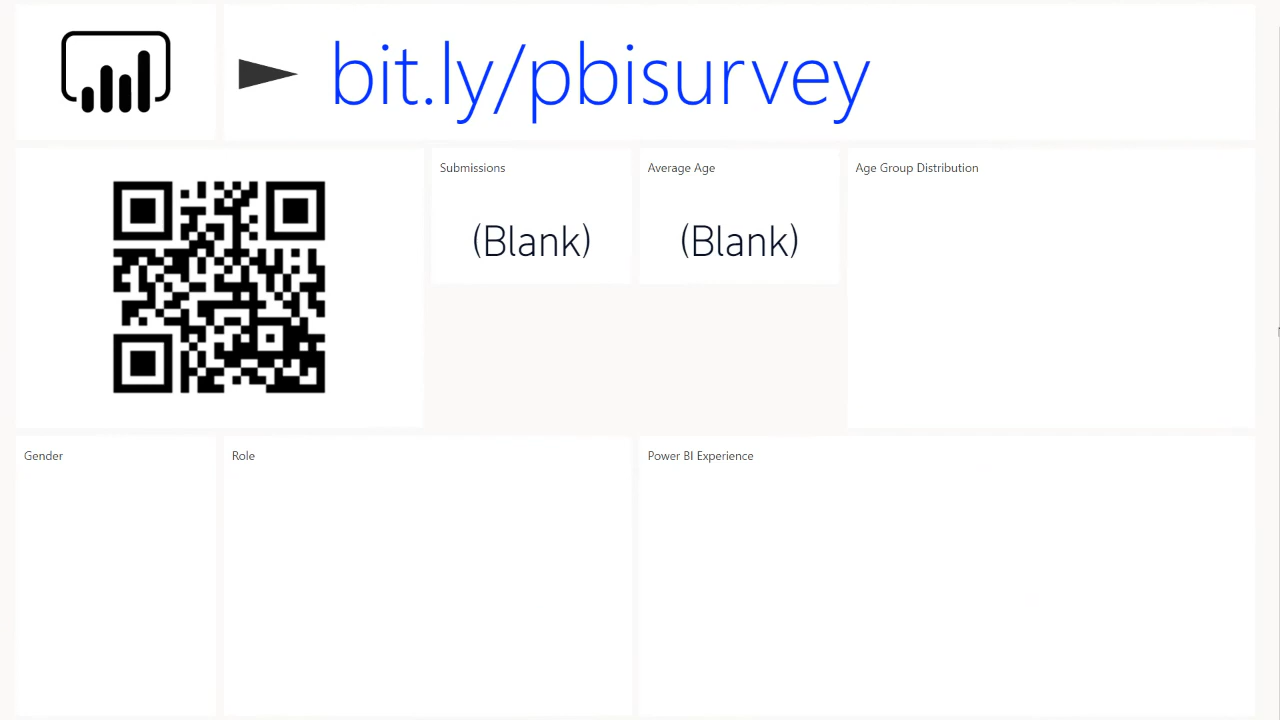 bit.ly/pbisurvey
Submissions
(Blank)
Average Age
(Blank)
Age Group Distribution
Gender
Role
Power BI Experience